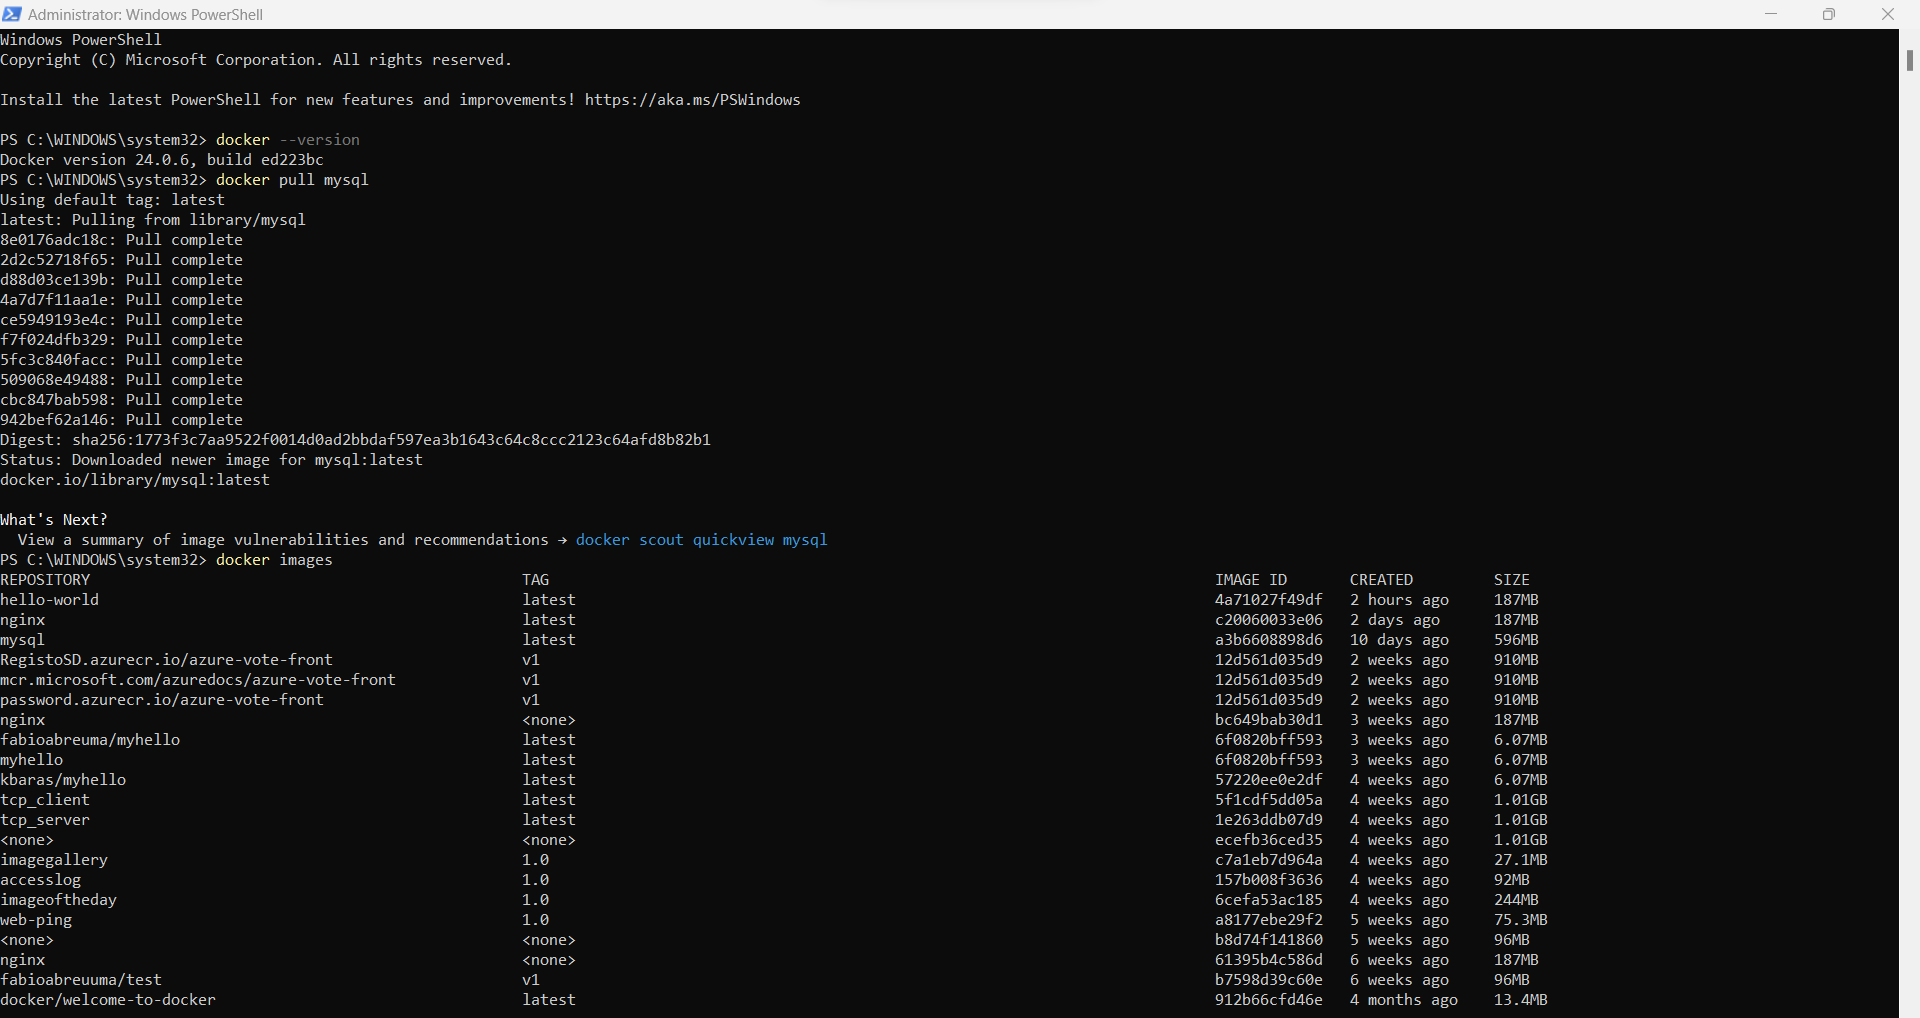 Administrator: Windows PowerShell
Windows PowerShell
Copyright (C) Microsoft Corporation. All rights reserved.
Install the latest PowerShell for new features and improvements! https://aka.ms/PSWindows
PS C:\WINDOWS\system32> docker --version
Docker version 24.0.6, build ed223bc
PS C:\WINDOWS\system32> docker pull mysql
Using default tag: latest
latest: Pulling from library/mysql
8e0176adc18c: Pull complete
2d2c52718f65: Pull complete
d88d03ce139b: Pull complete
4a7d7f11aa1e: Pull complete
ce5949193e4c: Pull complete
f7f024dfb329: Pull complete
5fc3c840facc: Pull complete
509068e49488: Pull complete
cbc847bab598: Pull complete
942bef62a146: Pull complete
Digest: sha256:1773f3c7aa9522f0014d0ad2bbdaf597ea3b1643c64c8ccc2123c64afd8b82b1
Status: Downloaded newer image for mysql:latest
docker.io/library/mysql:latest
What's Next?
View a summary of image vulnerabilities and recommendations → docker scout quickview mysql
PS C:\WINDOWS\system32> docker images
REPOSITORY TAG IMAGE ID CREATED SIZE
hello-world latest 4a71027f49df 2 hours ago 187MB
nginx latest c20060033e06 2 days ago 187MB
mysql latest a3b6608898d6 10 days ago 596MB
RegistoSD.azurecr.io/azure-vote-front v1 12d561d035d9 2 weeks ago 910MB
mcr.microsoft.com/azuredocs/azure-vote-front v1 12d561d035d9 2 weeks ago 910MB
password.azurecr.io/azure-vote-front v1 12d561d035d9 2 weeks ago 910MB
nginx <none> bc649bab30d1 3 weeks ago 187MB
fabioabreuma/myhello latest 6f0820bff593 3 weeks ago 6.07MB
myhello latest 6f0820bff593 3 weeks ago 6.07MB
kbaras/myhello latest 57220ee0e2df 4 weeks ago 6.07MB
tcp_client latest 5f1cdf5dd05a 4 weeks ago 1.01GB
tcp_server latest 1e263ddb07d9 4 weeks ago 1.01GB
<none> <none> ecefb36ced35 4 weeks ago 1.01GB
imagegallery 1.0 c7a1eb7d964a 4 weeks ago 27.1MB
accesslog 1.0 157b008f3636 4 weeks ago 92MB
imageoftheday 1.0 6cefa53ac185 4 weeks ago 244MB
web-ping 1.0 a8177ebe29f2 5 weeks ago 75.3MB
<none> <none> b8d74f141860 5 weeks ago 96MB
nginx <none> 61395b4c586d 6 weeks ago 187MB
fabioabreuuma/test v1 b7598d39c60e 6 weeks ago 96MB
docker/welcome-to-docker latest 912b66cfd46e 4 months ago 13.4MB